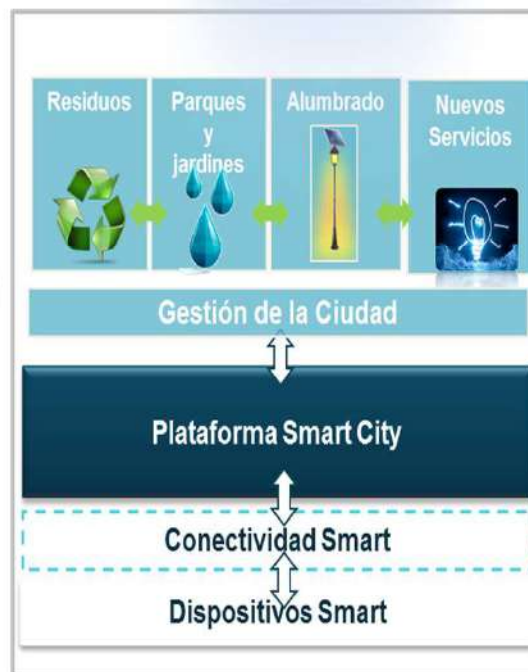 Residuos
Parques
y
jardines
Alumbrado
Nuevos
Servicios
Gestión de la Ciudad
Plataforma Smart City
Conectividad Smart
Dispositivos Smart